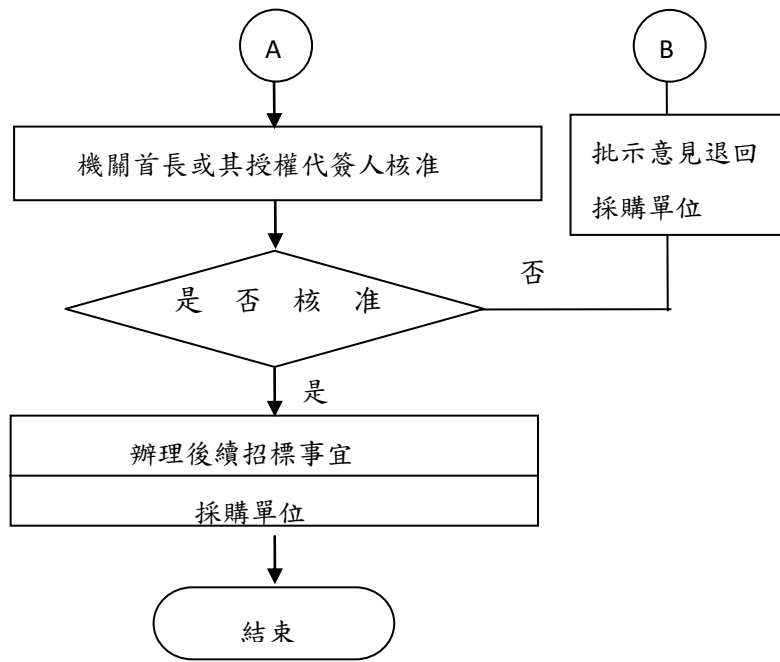 A
B
機關首長或其授權代簽人核准
批示意見退回
採購單位
否
是否核准
是
辦理後續招標事宜
採購單位
結束